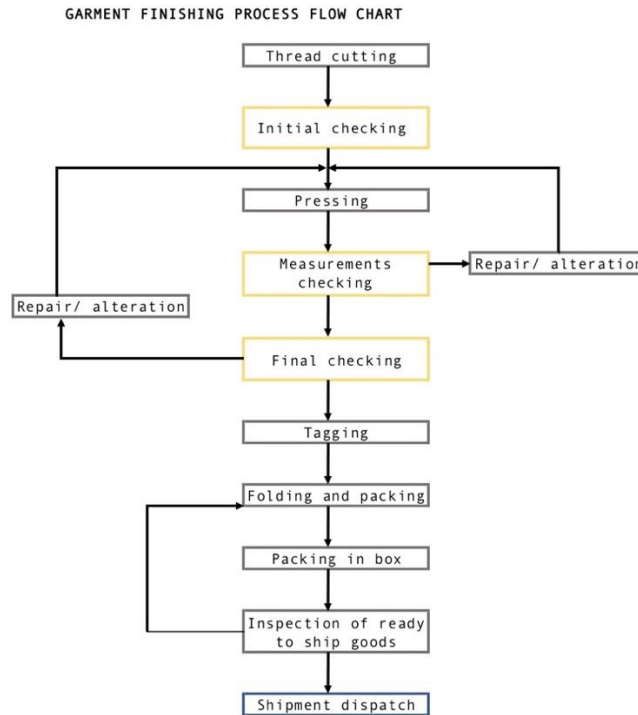 GARMENT FINISHING PROCESS FLOW CHART
Thread cutting
Initial checking
Pressing
Measurements
checking
Repair/ alteration
Repair/ alteration
Final checking
Tagging
Folding and packing
Packing in box
Inspection of ready
to ship goods
Shipment dispatch